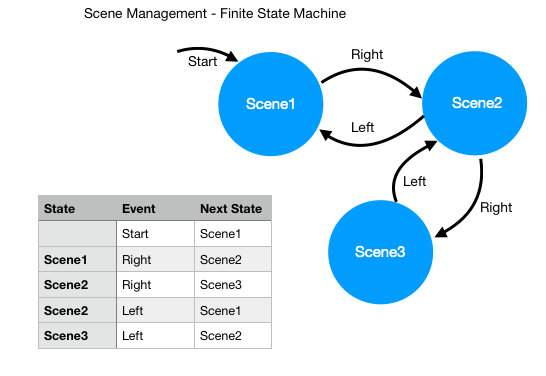 Scene Management - Finite State Machine
Start
Right
Scene1
Scene2
Left
Left
Right
Scene3
State Event Next State
Start Scene1
Scene1 Right Scene2
Scene2 Right Scene3
Scene2 Left Scene1
Scene3 Left Scene2